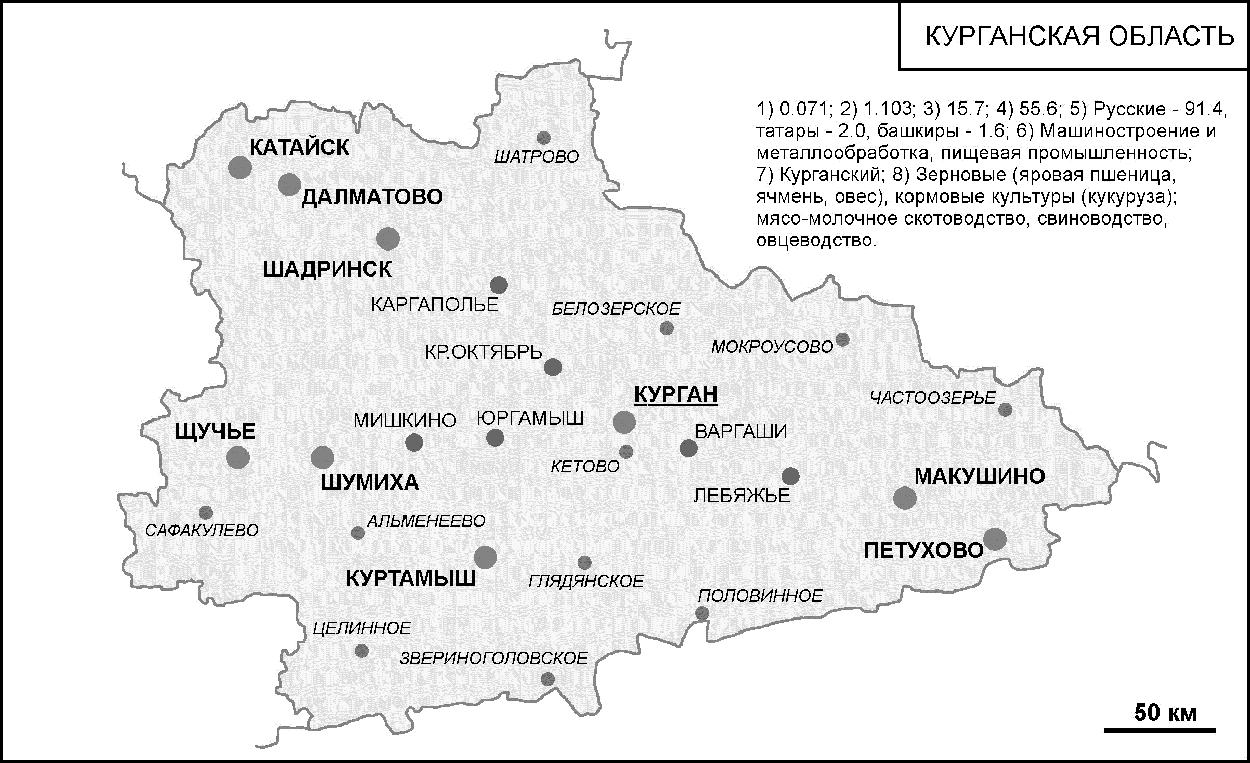 КУРГАНСКАЯ ОБЛАСТЬ
1) 0.071; 2) 1.103; 3) 15.7; 4) 55.6; 5) Русские - 91.4,
татары - 2.0, башкиры - 1.6; 6) Машиностроение и
металлообработка, пищевая промышленность;
7) Курганский; 8) Зерновые (яровая пшеница,
ячмень, овес), кормовые культуры (кукуруза);
мясо-молочное скотоводство, свиноводство,
овцеводство.
ШАТРОВО
КАТАЙСК
ДАЛМАТОВО
ШАДРИНСК
КАРГАПОЛЬЕ
БЕЛОЗЕРСКОЕ
МОКРОУСОВО
КР.ОКТЯБРЬ
КУРГАН
ЧАСТООЗЕРЬЕ
МИШКИНО
ЮРГАМЫШ
ЩУЧЬЕ
ВАРГАШИ
КЕТОВО
ШУМИХА
МАКУШИНО
ЛЕБЯЖЬЕ
САФАКУЛЕВО
АЛЬМЕНЕЕВО
ПЕТУХОВО
КУРТАМЫШ
ГЛЯДЯНСКОЕ
ПОЛОВИННОЕ
ЦЕЛИННОЕ
ЗВЕРИНОГОЛОВСКОЕ
50 км